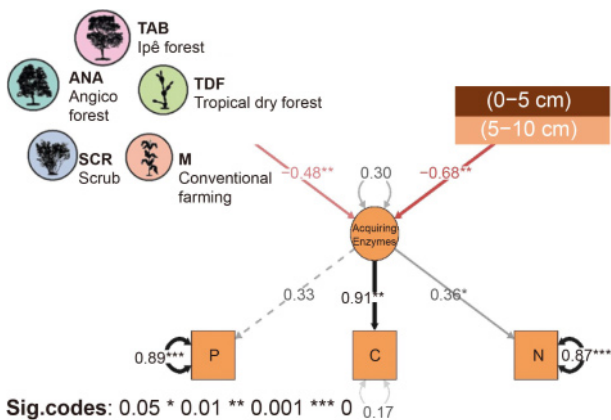 TAB
Ipê forest
ANA
Angico
forest
TDF
Tropical dry forest
SCR
Scrub
M
Conventional
farming
(0−5 cm)
(5−10 cm)
−0.48**
0.30
−0.68**
Acquiring
Enzymes
0.33
0.91**
0.36*
0.89***
P
C
N
0.87***
0.17
Sig.codes: 0.05 * 0.01 ** 0.001 *** 0